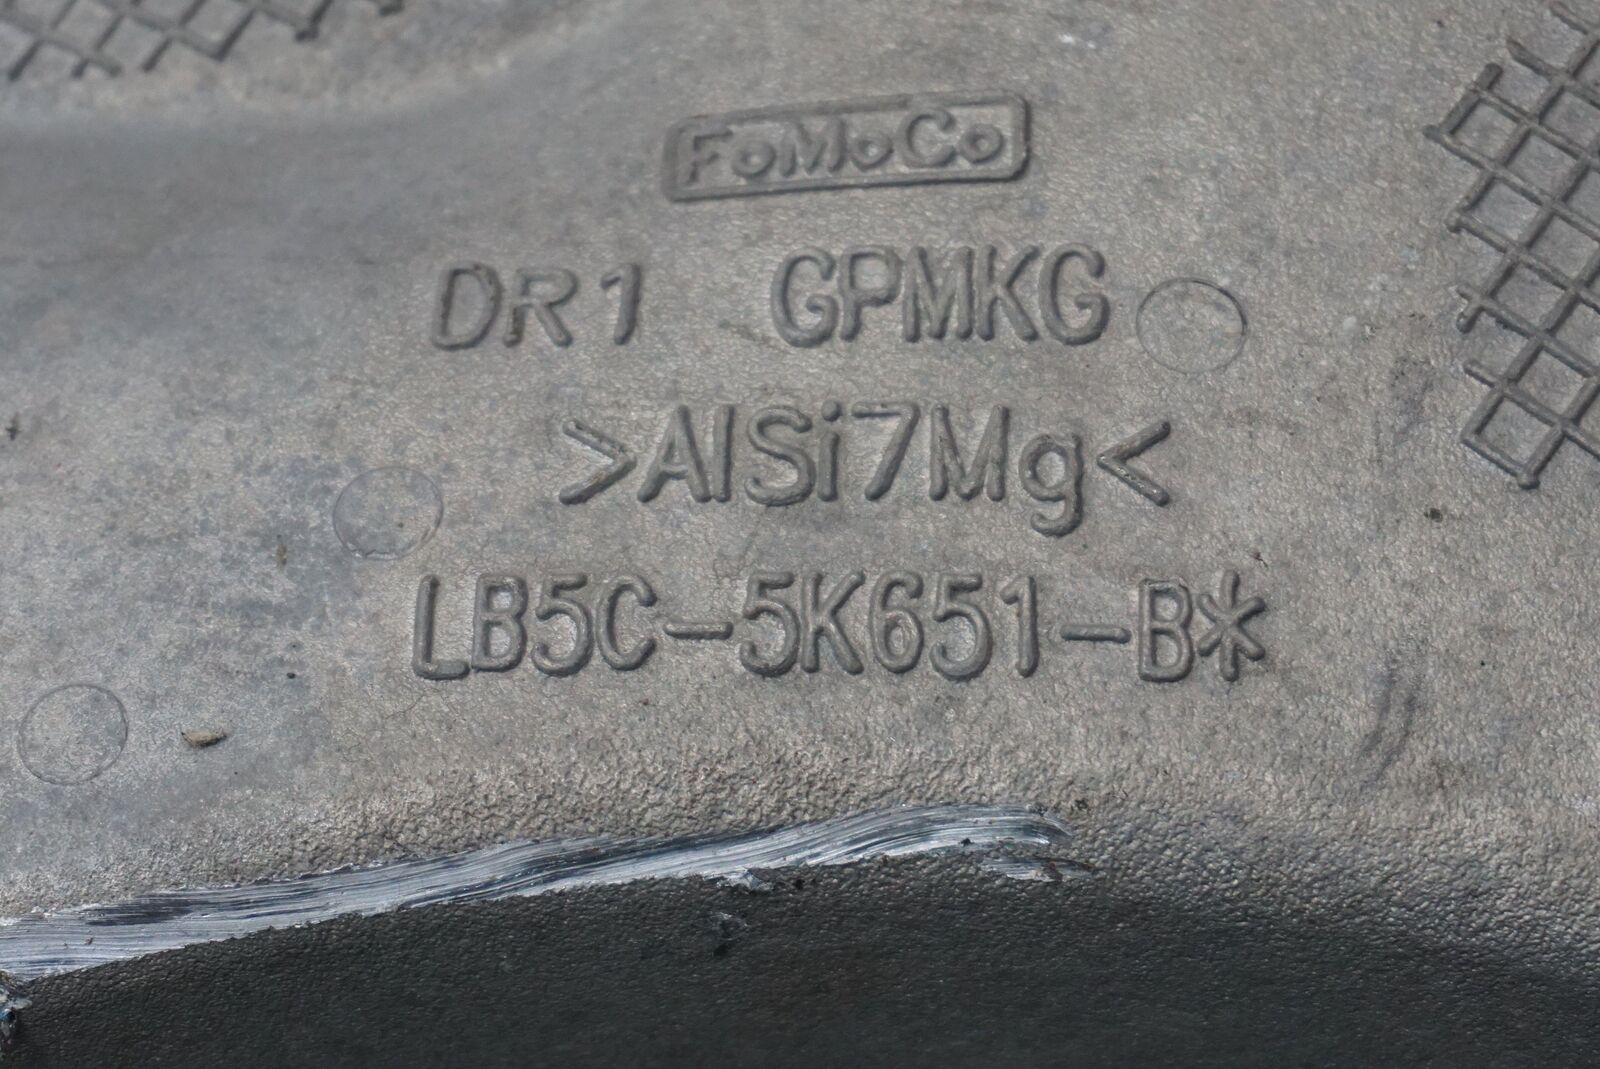 FoMoCo
DR1 GPMKG
>AlSi7Mg<
LB5C-5K651-B*